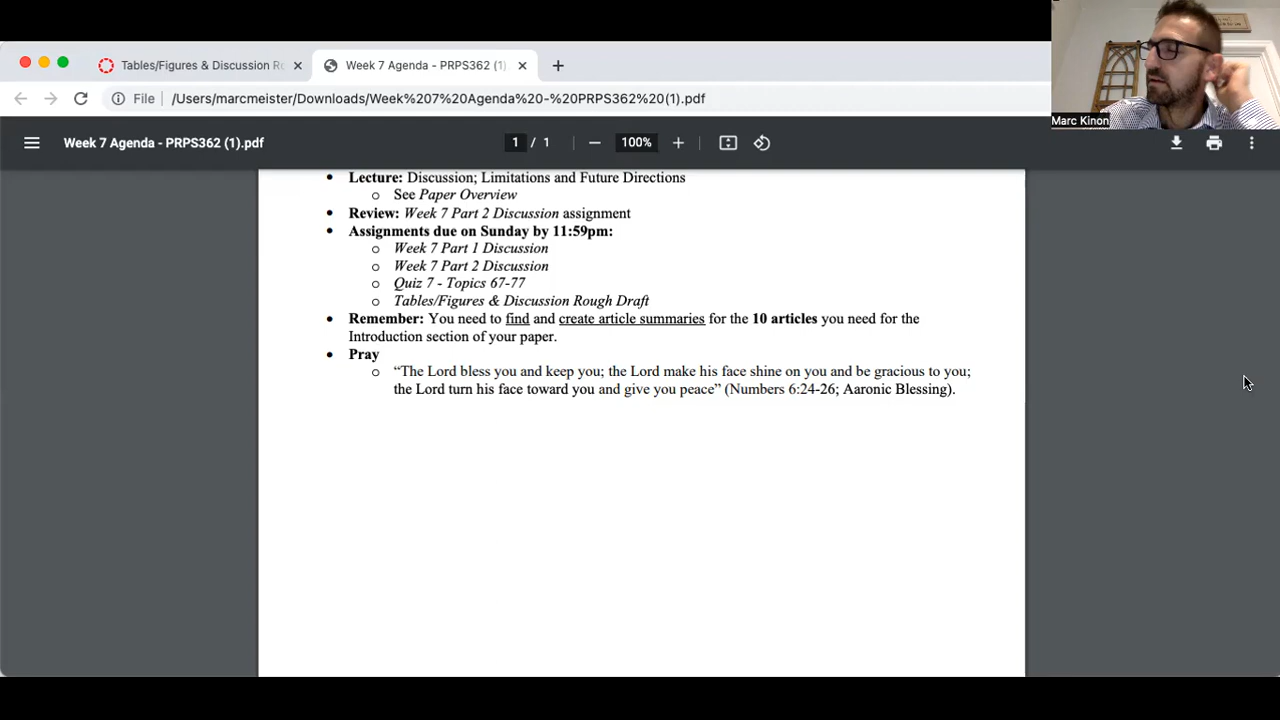 Tables/Figures & Discussion Ro
Week 7 Agenda - PRPS362 (1)
File
/Users/marcmeister/Downloads/Week%207%20Agenda%20-%20PRPS362%20(1).pdf
Marc Kinon
Week 7 Agenda - PRPS362 (1).pdf
1 / 1
100%
• Lecture: Discussion; Limitations and Future Directions
o See Paper Overview
• Review: Week 7 Part 2 Discussion assignment
• Assignments due on Sunday by 11:59pm:
o Week 7 Part 1 Discussion
o Week 7 Part 2 Discussion
o Quiz 7 - Topics 67-77
o Tables/Figures & Discussion Rough Draft
• Remember: You need to find and create article summaries for the 10 articles you need for the
Introduction section of your paper.
• Pray
o “The Lord bless you and keep you; the Lord make his face shine on you and be gracious to you;
the Lord turn his face toward you and give you peace” (Numbers 6:24-26; Aaronic Blessing).